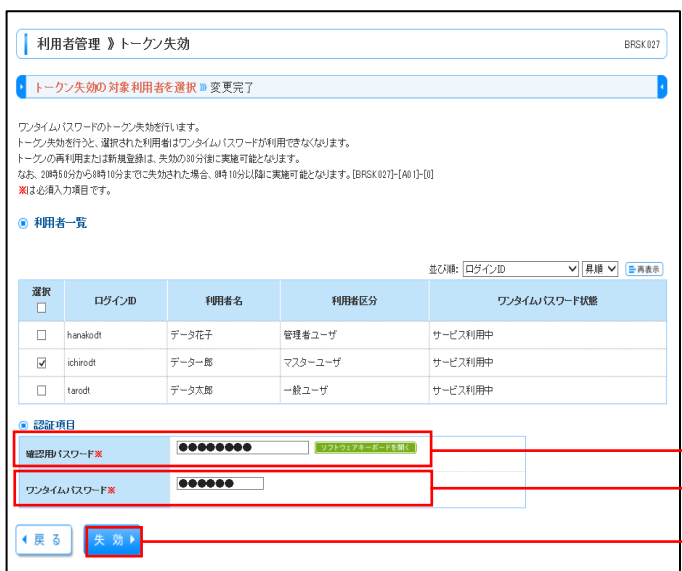 利用者管理 》トークン失効 BRSK027
トークン失効の対象利用者を選択 》 変更完了
ワンタイムパスワードのトークン失効を行います。
トークン失効を行うと、選択された利用者はワンタイムパスワードが利用できなくなります。
トークンの再利用または新規登録は、失効の30分後に実施可能となります。
なお、20時50分から8時10分までに失効された場合、8時10分以降に実施可能となります。[BRSK027]-[A01]-[0]
※は必須入力項目です。
利用者一覧
並び順: ログインID 昇順 再表示
選択 ログインID 利用者名 利用者区分 ワンタイムパスワード状態
hanakodt データ花子 管理者ユーザ サービス利用中
ichirodt データ一郎 マスターユーザ サービス利用中
tarodt データ太郎 一般ユーザ サービス利用中
認証項目
確認用パスワード※ ●●●●●●●● ソフトウェアキーボードを開く
ワンタイムパスワード※ ●●●●●●
戻る 失効